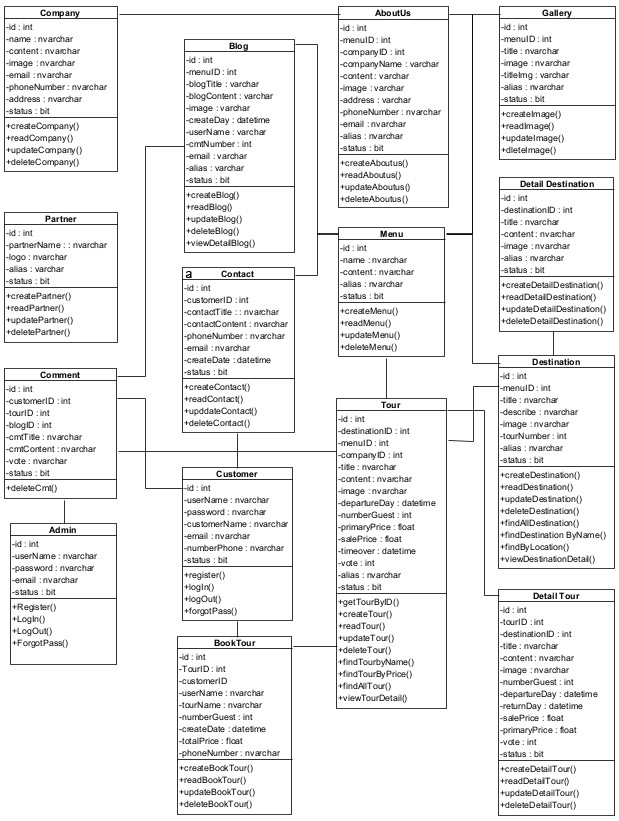 Company
-id : int
-name : nvarchar
-content : nvarchar
-image : nvarchar
-email : nvarchar
-phoneNumber : nvarchar
-address : nvarchar
-status : bit
+createCompany()
+readCompany()
+updateCompany()
+deleteCompany()
Blog
-id : int
-menuID : int
-blogTitle : varchar
-blogContent : varchar
-image : varchar
-createDay : datetime
-userName : varchar
-cmtNumber : int
-email : varchar
-alias : varchar
-status : bit
+createBlog()
+readBlog()
+updateBlog()
+deleteBlog()
+viewDetailBlog()
AboutUs
-id : int
-menuID : int
-companyID : int
-companyName : varchar
-content : varchar
-image : varchar
-address : varchar
-phoneNumber : nvarchar
-email : nvarchar
-alias : nvarchar
-status : bit
+createAboutus()
+readAboutus()
+updateAboutus()
+deleteAboutus()
Gallery
-id : int
-menuID : int
-title : nvarchar
-image : nvarchar
-titleImg : nvarchar
-alias : nvarchar
-status : bit
+createImage()
+readImage()
+updateImage()
+dleteImage()
Partner
-id : int
-partnerName : : nvarchar
-logo : nvarchar
-alias : varchar
-status : bit
+createPartner()
+readPartner()
+updatePartner()
+deletePartner()
a Contact
-id : int
-customerID : int
-contactTitle : : nvarchar
-contactContent : nvarchar
-phoneNumber : nvarchar
-email : nvarchar
-createDate : datetime
-status : bit
+createContact()
+readContact()
+upddateContact()
+deleteContact()
Menu
-id : int
-name : nvarchar
-content : nvarchar
-alias : nvarchar
-status : bit
+createMenu()
+readMenu()
+updateMenu()
+deleteMenu()
Detail Destination
-id : int
-destinationID : int
-title : nvarchar
-content : nvarchar
-image : nvarchar
-alias : nvarchar
-status : bit
+createDetailDestination()
+readDetailDestination()
+updateDetailDestination()
+deleteDetailDestination()
Comment
-id : int
-customerID : int
-tourID : int
-blogID : int
-cmtTitle : nvarchar
-cmtContent : nvarchar
-vote : nvarchar
-status : bit
+deleteCmt()
Customer
-id : int
-userName : nvarchar
-password : nvarchar
-customerName : nvarchar
-email : nvarchar
-numberPhone : nvarchar
-status : bit
+register()
+logIn()
+logOut()
+forgotPass()
Tour
-id : int
-destinationID : int
-menuID : int
-companyID : int
-title : nvarchar
-content : nvarchar
-image : nvarchar
-departureDay : datetime
-numberGuest : int
-primaryPrice : float
-salePrice : float
-timeover : datetime
-vote : int
-alias : nvarchar
-status : bit
+getTourByID()
+createTour()
+readTour()
+updateTour()
+deleteTour()
+findTourbyName()
+findTourByPrice()
+findAllTour()
+viewTourDetail()
Destination
-id : int
-menuID : int
-title : nvarchar
-describe : nvarchar
-image : nvarchar
-tourNumber : int
-alias : nvarchar
-status : bit
+createDestination()
+readDestination()
+updateDestination()
+deleteDestination()
+findAllDestination()
+findDestination ByName()
+findByLocation()
+viewDestinationDetail()
Admin
-id : int
-userName : nvarchar
-password : nvarchar
-email : nvarchar
-status : bit
+Register()
+LogIn()
+LogOut()
+ForgotPass()
BookTour
-id : int
-TourID : int
-customerID
-userName : nvarchar
-tourName : nvarchar
-numberGuest : int
-createDate : datetime
-totalPrice : float
-phoneNumber : nvarchar
+createBookTour()
+readBookTour()
+updateBookTour()
+deleteBookTour()
Detail Tour
-id : int
-tourID : int
-destinationID : int
-title : nvarchar
-content : nvarchar
-image : nvarchar
-numberGuest : int
-departureDay : datetime
-returnDay : datetime
-salePrice : float
-primaryPrice : float
-vote : int
-status : bit
+createDetailTour()
+readDetailTour()
+updateDetailTour()
+deleteDetailTour()